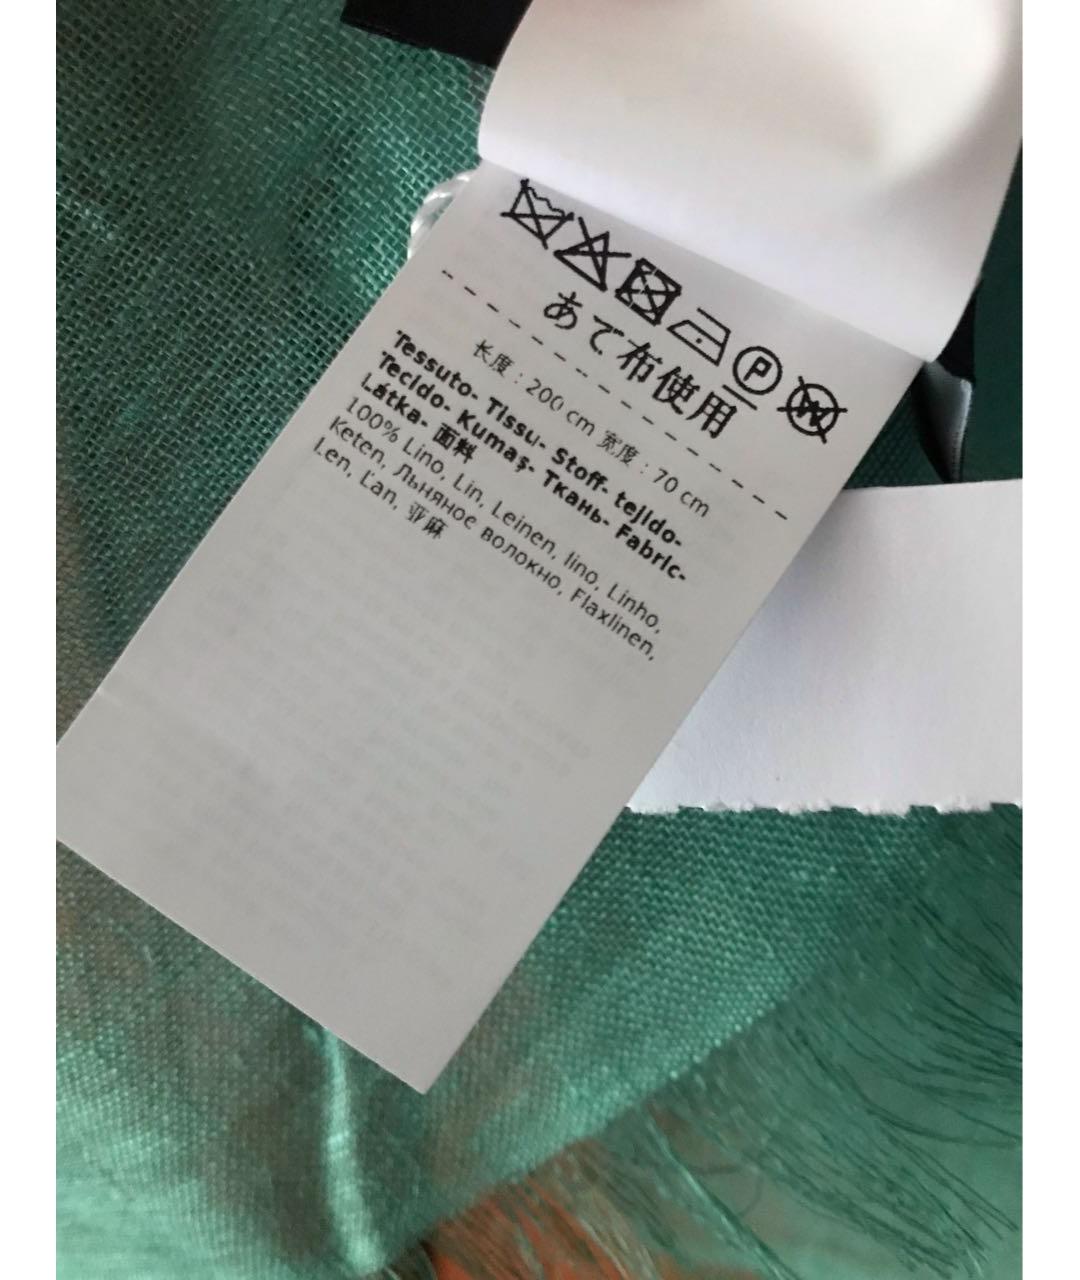 P W
あて布使用
长度 : 200 cm 宽度 : 70 cm
Tessuto- Tissu- Stoff- tejido-
Tecido- Kumaş- Ткань- Fabric-
Látka- 面料
100% Lino, Lin, Leinen, lino, Linho,
Keten, Льняное волокно, Flaxlinen,
Len, Ľan, 亚麻